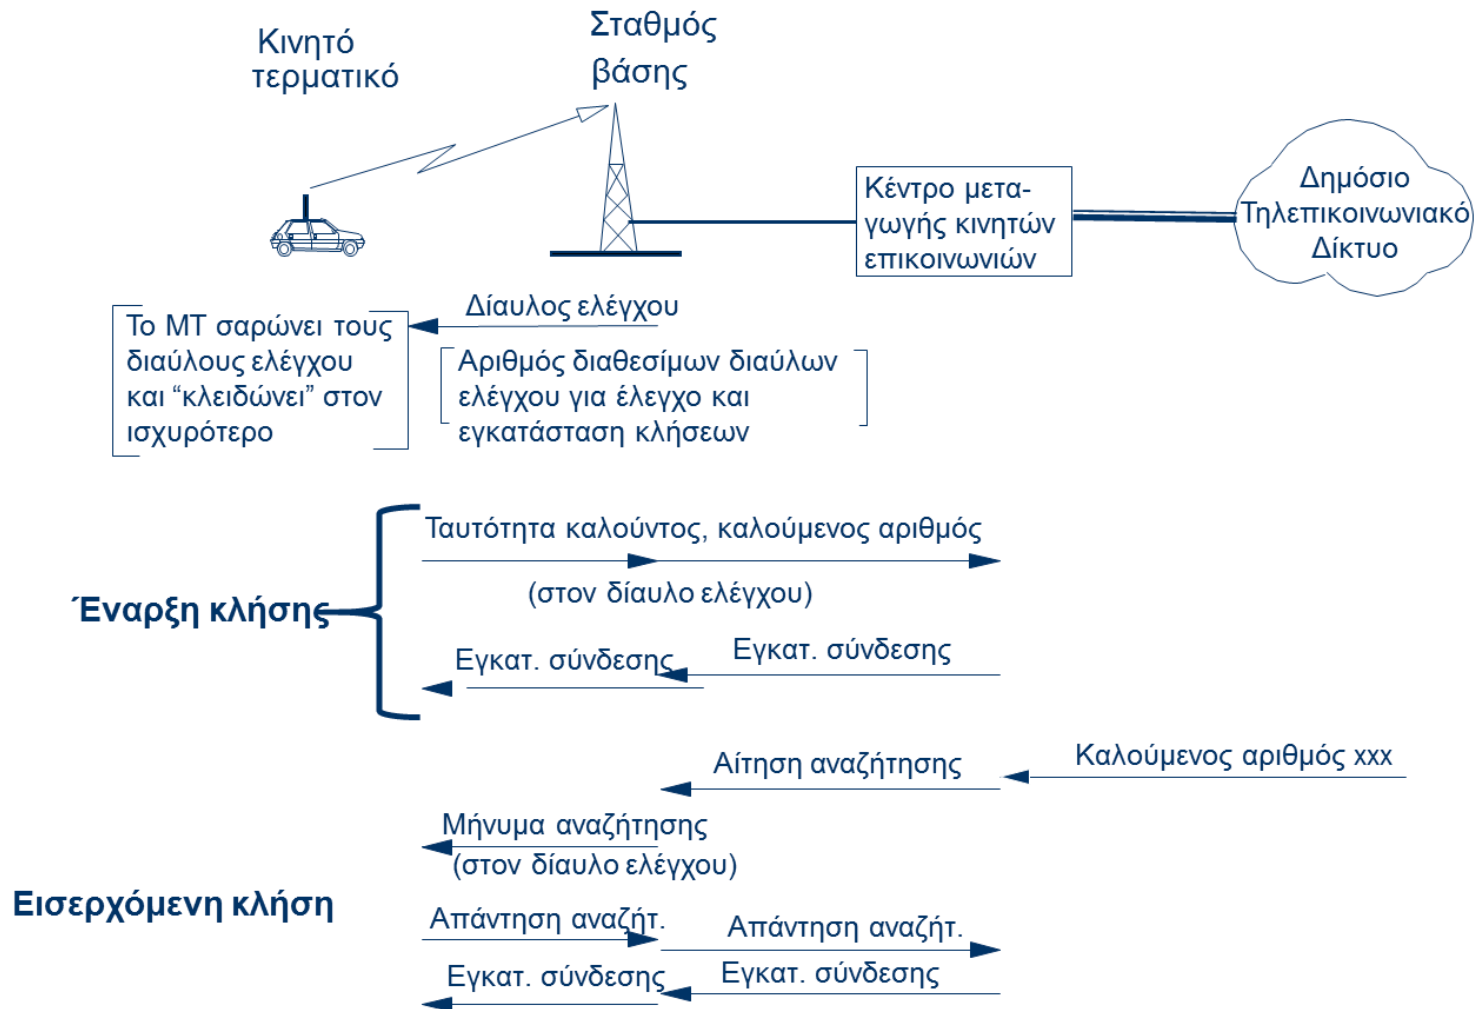 Κινητό
τερματικό
Σταθμός
βάσης
Κέντρο μετα-
γωγής κινητών
επικοινωνιών
Δημόσιο
Τηλεπικοινωνιακό
Δίκτυο
Το ΜΤ σαρώνει τους
διαύλους ελέγχου
και “κλειδώνει” στον
ισχυρότερο
Δίαυλος ελέγχου
Αριθμός διαθεσίμων διαύλων
ελέγχου για έλεγχο και
εγκατάσταση κλήσεων
Έναρξη κλήσης
Ταυτότητα καλούντος, καλούμενος αριθμός
(στον δίαυλο ελέγχου)
Εγκατ. σύνδεσης
Εγκατ. σύνδεσης
Καλούμενος αριθμός xxx
Αίτηση αναζήτησης
Μήνυμα αναζήτησης
(στον δίαυλο ελέγχου)
Εισερχόμενη κλήση
Απάντηση αναζήτ.
Απάντηση αναζήτ.
Εγκατ. σύνδεσης
Εγκατ. σύνδεσης